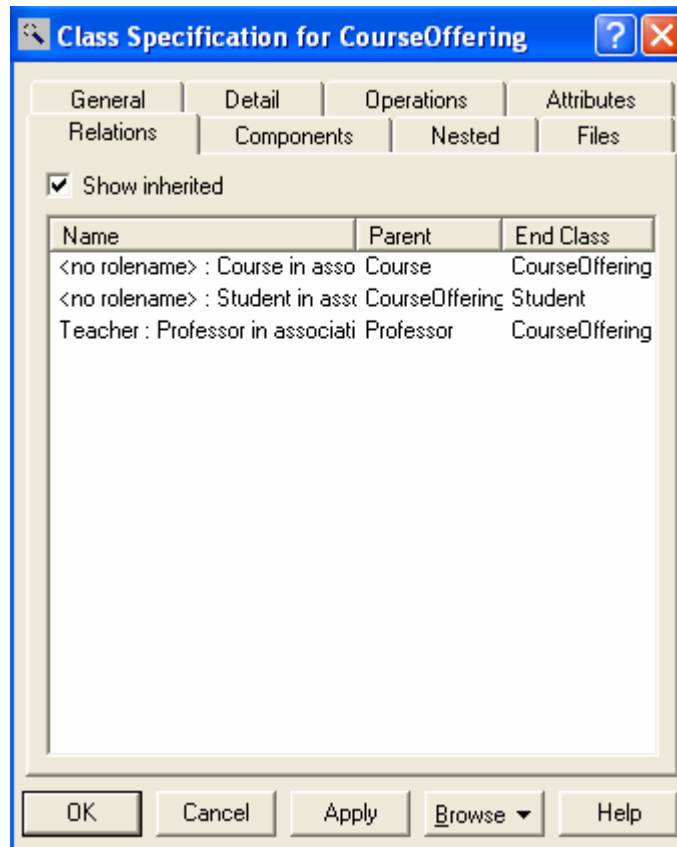 Class Specification for CourseOffering
General Detail Operations Attributes
Relations Components Nested Files
Show inherited
Name Parent End Class
<no rolename> : Course in asso Course CourseOffering
<no rolename> : Student in asso CourseOffering Student
Teacher : Professor in associati Professor CourseOffering
OK Cancel Apply Browse Help